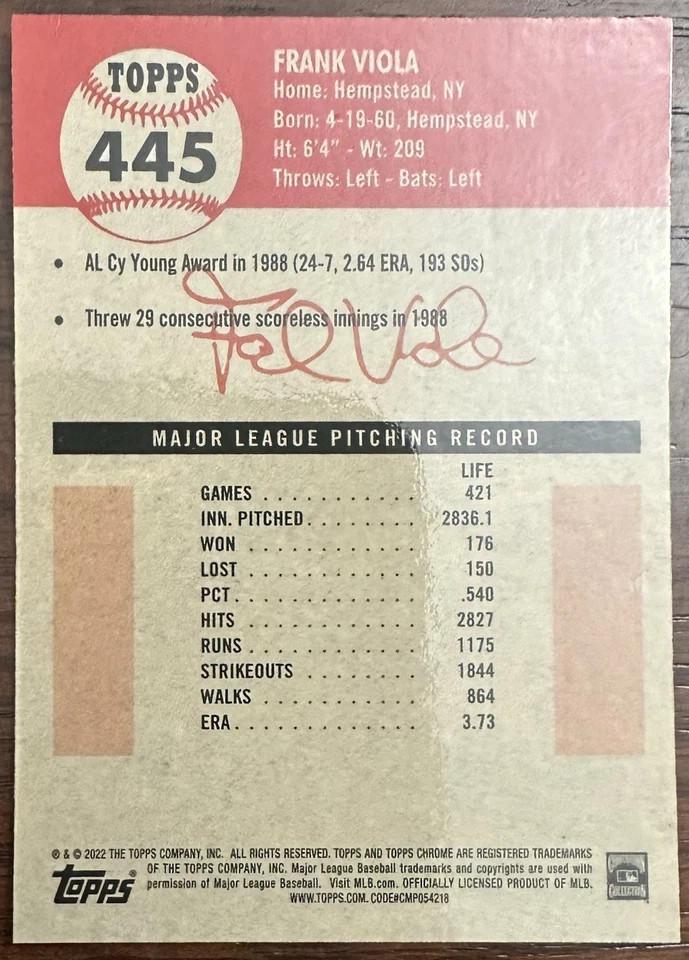 TOPPS
445
FRANK VIOLA
Home: Hempstead, NY
Born: 4-19-60, Hempstead, NY
Ht: 6'4" - Wt: 209
Throws: Left - Bats: Left
• AL Cy Young Award in 1988 (24-7, 2.64 ERA, 193 SOs)
• Threw 29 consecutive scoreless innings in 1988
MAJOR LEAGUE PITCHING RECORD
LIFE
GAMES . . . . . . . . . . . . 421
INN. PITCHED. . . . . . . . . 2836.1
WON . . . . . . . . . . . . . 176
LOST . . . . . . . . . . . . . 150
PCT. . . . . . . . . . . . . . .540
HITS . . . . . . . . . . . . . 2827
RUNS . . . . . . . . . . . . 1175
STRIKEOUTS . . . . . . . . . 1844
WALKS . . . . . . . . . . . . 864
ERA. . . . . . . . . . . . . . 3.73
® & © 2022 THE TOPPS COMPANY, INC. ALL RIGHTS RESERVED. TOPPS AND TOPPS CHROME ARE REGISTERED TRADEMARKS
OF THE TOPPS COMPANY, INC. Major League Baseball trademarks and copyrights are used with
permission of Major League Baseball. Visit MLB.com. OFFICIALLY LICENSED PRODUCT OF MLB.
WWW.TOPPS.COM. CODE#CMP054218
TOPPS®
COLLECTION